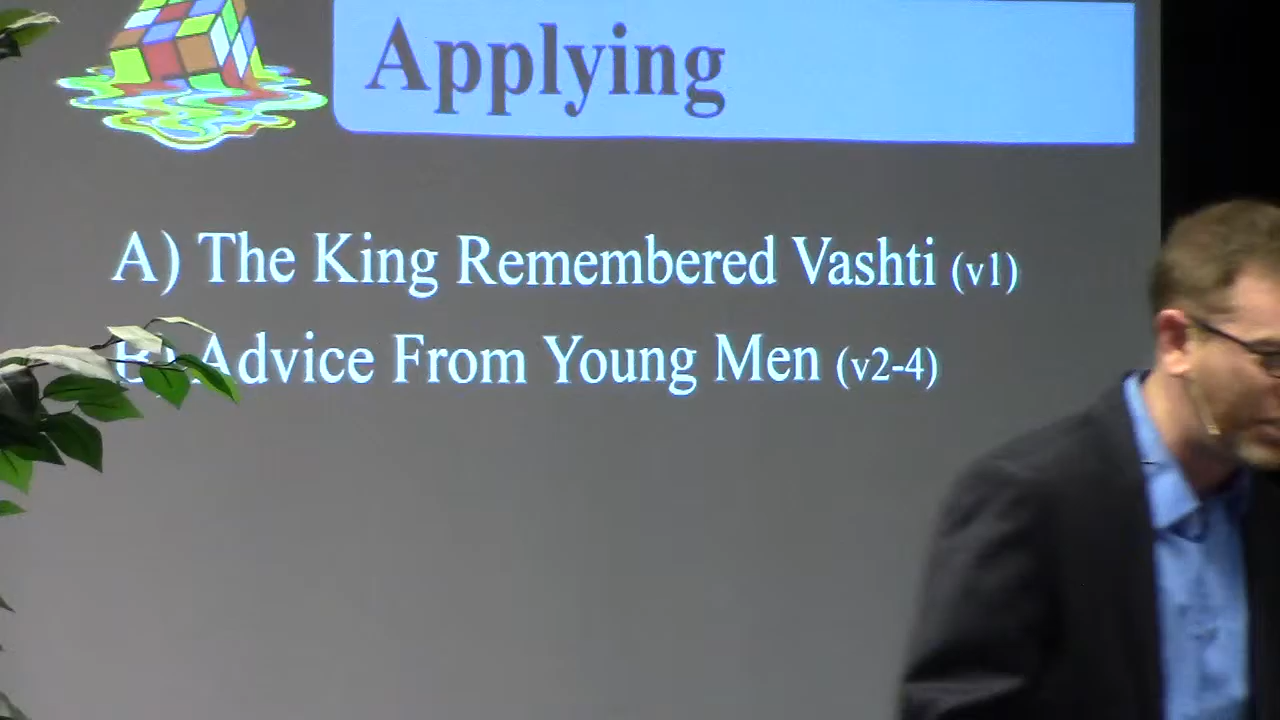 Applying
A) The King Remembered Vashti (v1)
B) Advice From Young Men (v2-4)